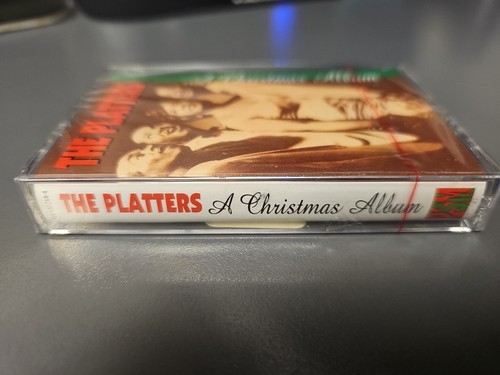 A Christmas Album
THE PLATTERS
THE PLATTERS A Christmas Album